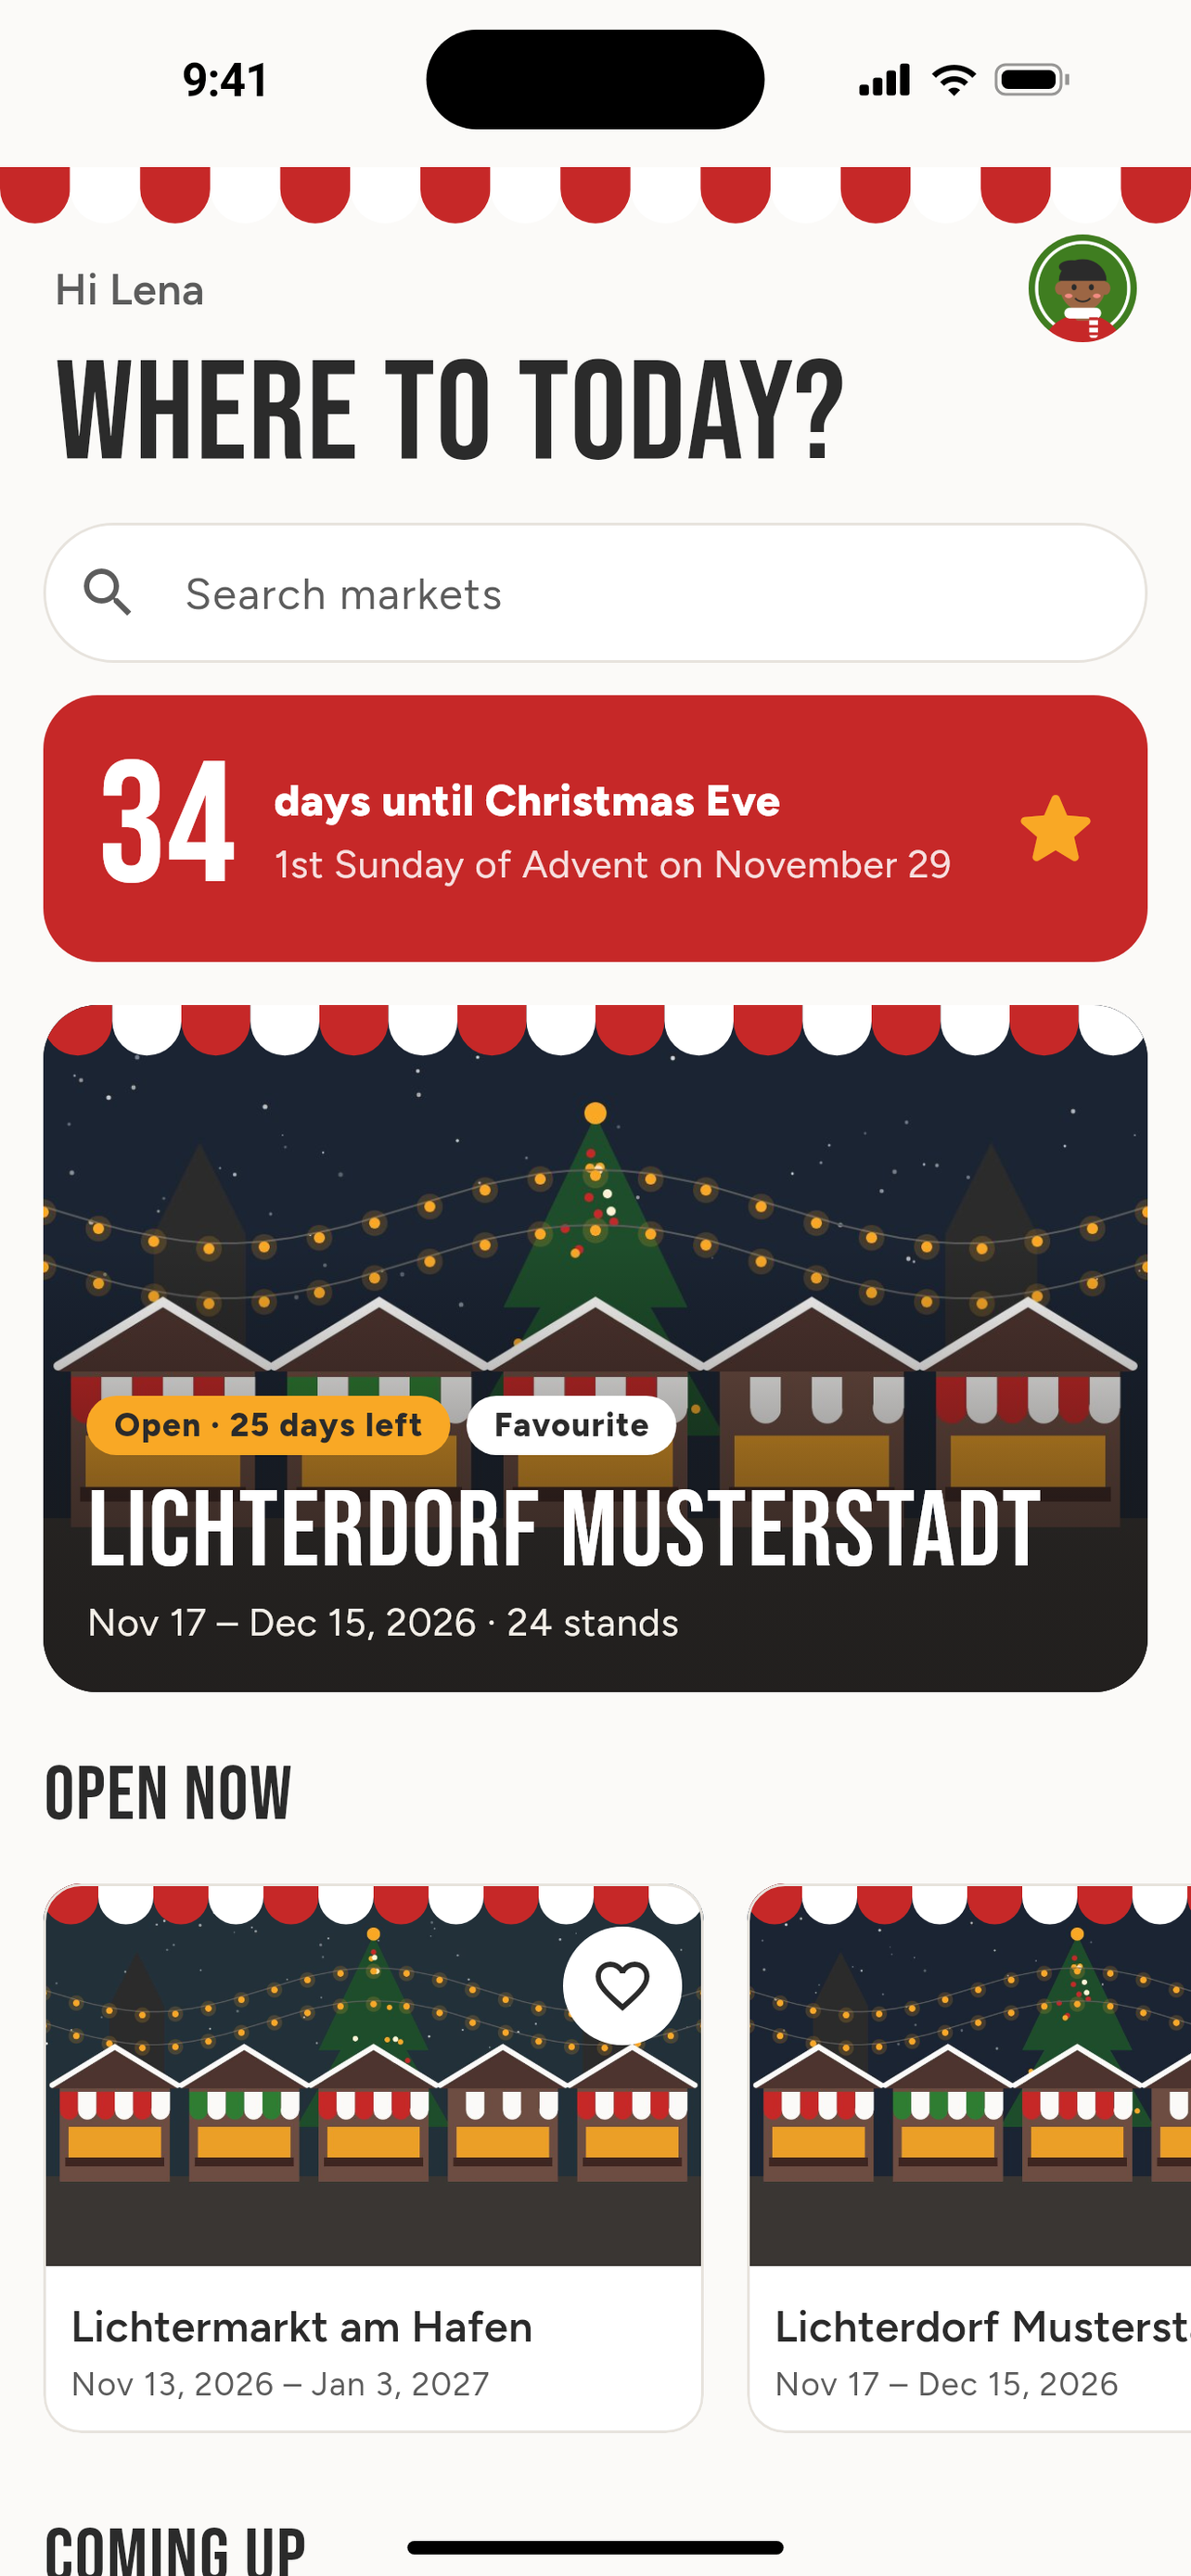 9:41
Hi Lena
WHERE TO TODAY?
Search markets
34
days until Christmas Eve
1st Sunday of Advent on November 29
Open · 25 days left
Favourite
LICHTERDORF MUSTERSTADT
Nov 17 – Dec 15, 2026 · 24 stands
OPEN NOW
Lichtermarkt am Hafen
Nov 13, 2026 – Jan 3, 2027
Lichterdorf Musterst
Nov 17 – Dec 15, 2026
COMING UP